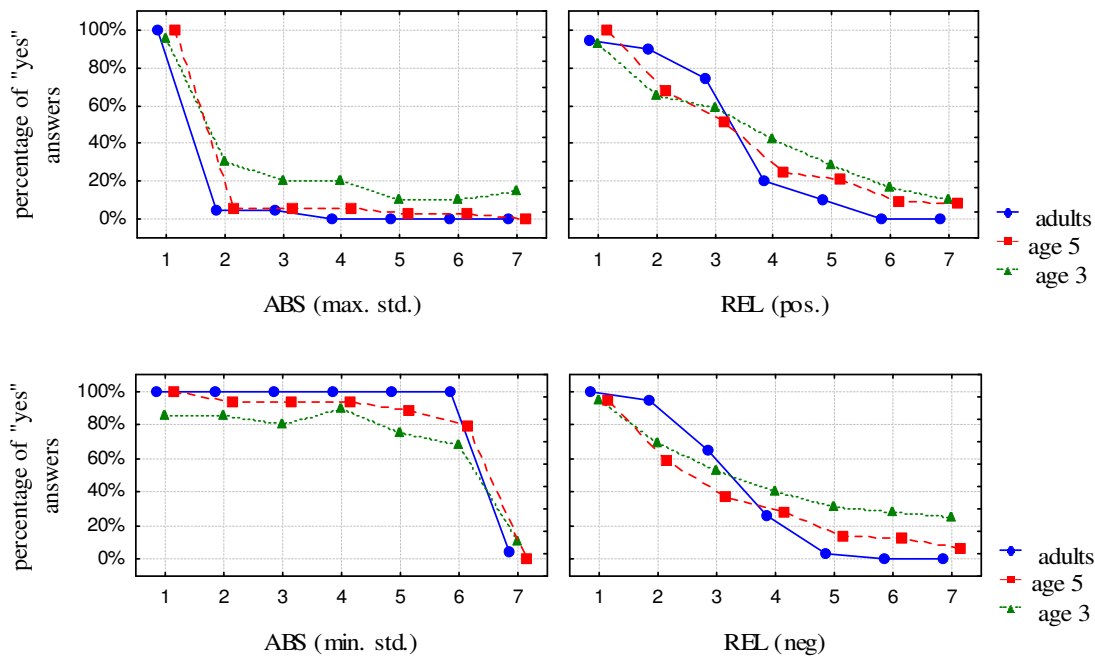 percentage of "yes"
answers
100%
80%
60%
40%
20%
0%
1 2 3 4 5 6 7
ABS (max. std.)
1 2 3 4 5 6 7
REL (pos.)
adults
age 5
age 3
percentage of "yes"
answers
100%
80%
60%
40%
20%
0%
1 2 3 4 5 6 7
ABS (min. std.)
1 2 3 4 5 6 7
REL (neg)
adults
age 5
age 3